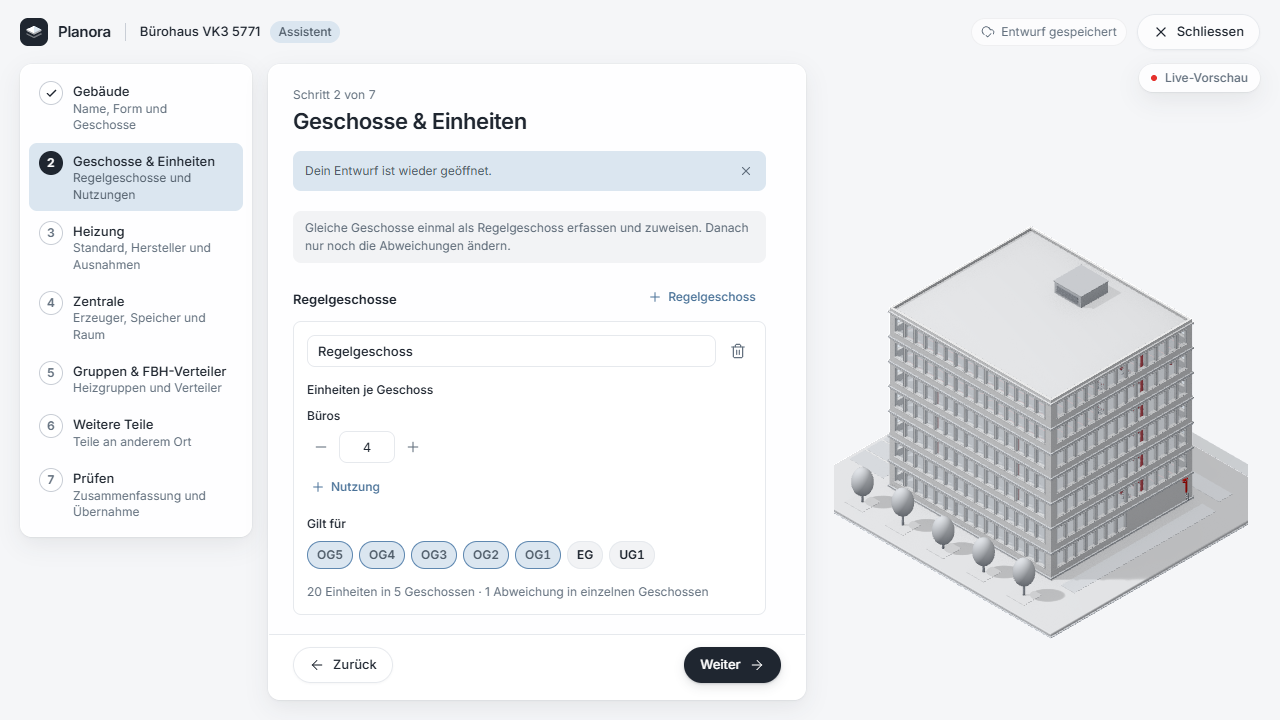 Planora
Bürohaus VK3 5771
Assistent
Entwurf gespeichert
Schliessen
Gebäude
Name, Form und
Geschosse
2
Geschosse & Einheiten
Regelgeschosse und
Nutzungen
3
Heizung
Standard, Hersteller und
Ausnahmen
4
Zentrale
Erzeuger, Speicher und
Raum
5
Gruppen & FBH-Verteiler
Heizgruppen und Verteiler
6
Weitere Teile
Teile an anderem Ort
7
Prüfen
Zusammenfassung und
Übernahme
Schritt 2 von 7
Geschosse & Einheiten
Dein Entwurf ist wieder geöffnet.
Gleiche Geschosse einmal als Regelgeschoss erfassen und zuweisen. Danach
nur noch die Abweichungen ändern.
Regelgeschosse
Regelgeschoss
Regelgeschoss
Einheiten je Geschoss
Büros
4
Nutzung
Gilt für
OG5 OG4 OG3 OG2 OG1 EG UG1
20 Einheiten in 5 Geschossen · 1 Abweichung in einzelnen Geschossen
Zurück
Weiter
Live-Vorschau